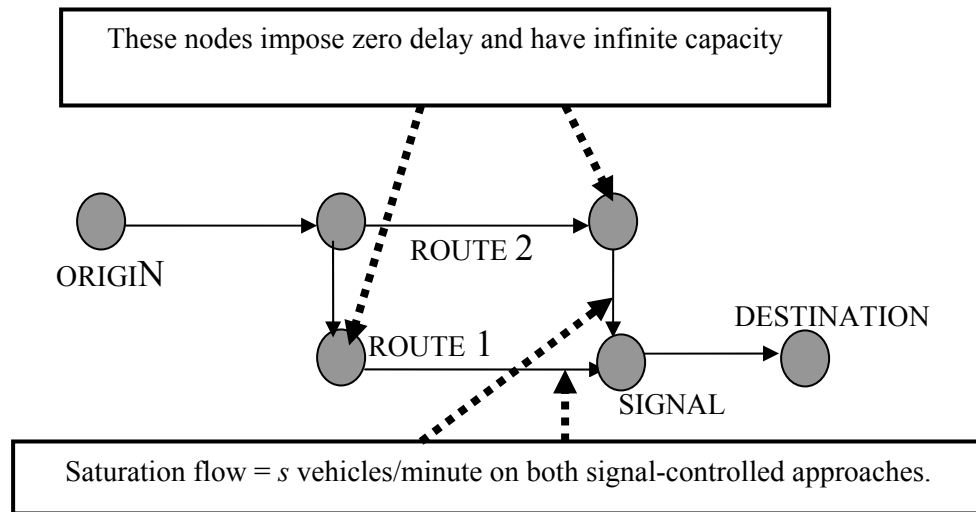 These nodes impose zero delay and have infinite capacity
ROUTE 2
ORIGIN
DESTINATION
ROUTE 1
SIGNAL
Saturation flow = s vehicles/minute on both signal-controlled approaches.